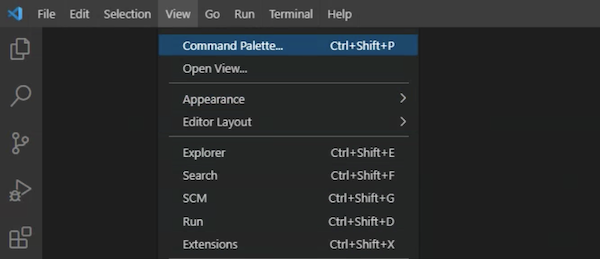 File Edit Selection View Go Run Terminal Help
Command Palette... Ctrl+Shift+P
Open View...
Appearance
Editor Layout
Explorer Ctrl+Shift+E
Search Ctrl+Shift+F
SCM Ctrl+Shift+G
Run Ctrl+Shift+D
Extensions Ctrl+Shift+X